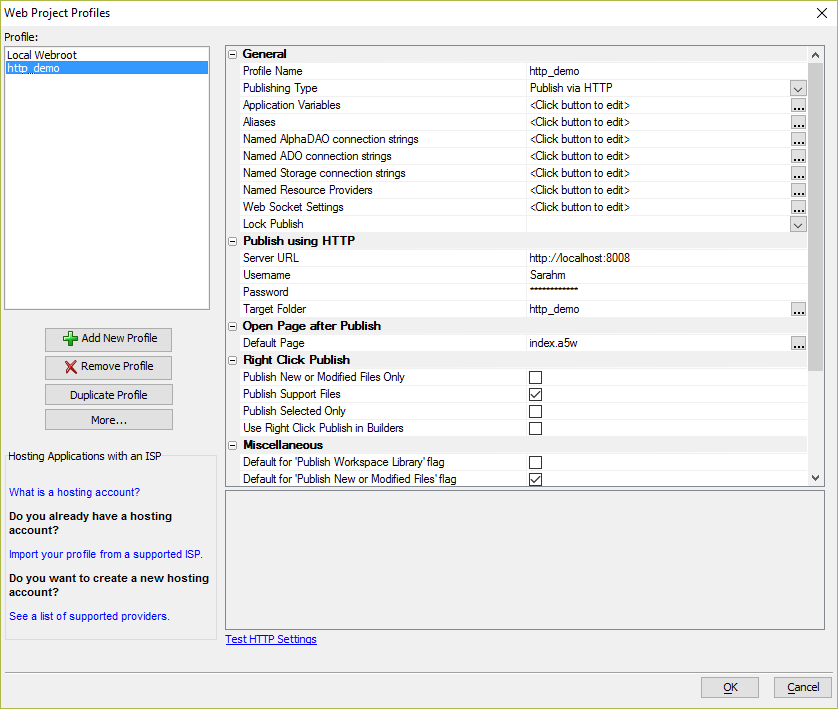 Web Project Profiles
Profile:
Local Webroot
http_demo
Add New Profile
Remove Profile
Duplicate Profile
More...
Hosting Applications with an ISP
What is a hosting account?
Do you already have a hosting
account?
Import your profile from a supported ISP.
Do you want to create a new hosting
account?
See a list of supported providers.
General
Profile Name http_demo
Publishing Type Publish via HTTP
Application Variables <Click button to edit> ...
Aliases <Click button to edit> ...
Named AlphaDAO connection strings <Click button to edit> ...
Named ADO connection strings <Click button to edit> ...
Named Storage connection strings <Click button to edit> ...
Named Resource Providers <Click button to edit> ...
Web Socket Settings <Click button to edit> ...
Lock Publish
Publish using HTTP
Server URL http://localhost:8008
Username Sarahm
Password ************
Target Folder http_demo ...
Open Page after Publish
Default Page index.a5w ...
Right Click Publish
Publish New or Modified Files Only
Publish Support Files
Publish Selected Only
Use Right Click Publish in Builders
Miscellaneous
Default for 'Publish Workspace Library' flag
Default for 'Publish New or Modified Files' flag
Test HTTP Settings
OK Cancel